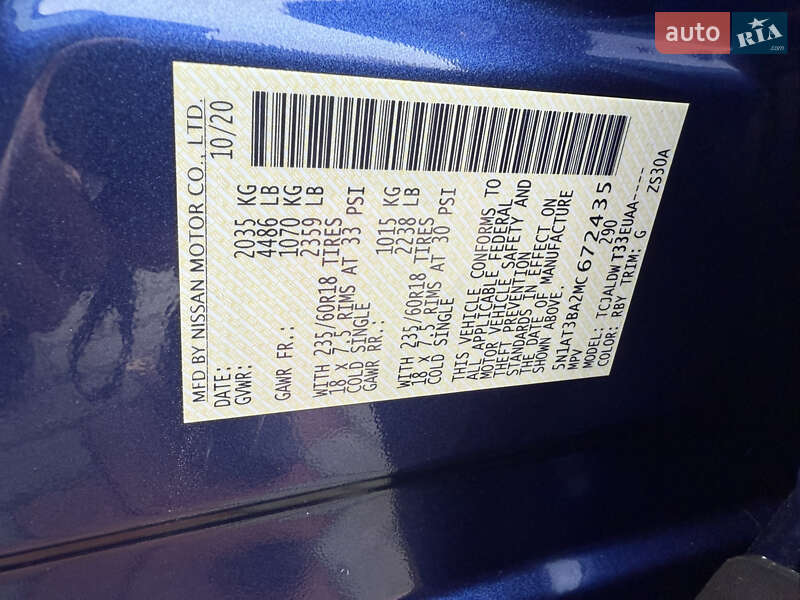 auto RIA
.com
MFD BY NISSAN MOTOR CO., LTD.
DATE: 10/20
GVWR: 2035 KG
4486 LB
GAWR FR.: 1070 KG
2359 LB
WITH 235/60R18 TIRES
18 X 7.5 RIMS AT 33 PSI
COLD SINGLE
GAWR RR.: 1015 KG
2238 LB
WITH 235/60R18 TIRES
18 X 7.5 RIMS AT 30 PSI
COLD SINGLE
THIS VEHICLE CONFORMS TO
ALL APPLICABLE FEDERAL
MOTOR VEHICLE SAFETY AND
THEFT PREVENTION
STANDARDS IN EFFECT ON
THE DATE OF MANUFACTURE
SHOWN ABOVE.
5N1AT3BA2MC672435
MPV 290
MODEL: TCJALDWT33EUAA----
COLOR: RBY TRIM: G ZS30A